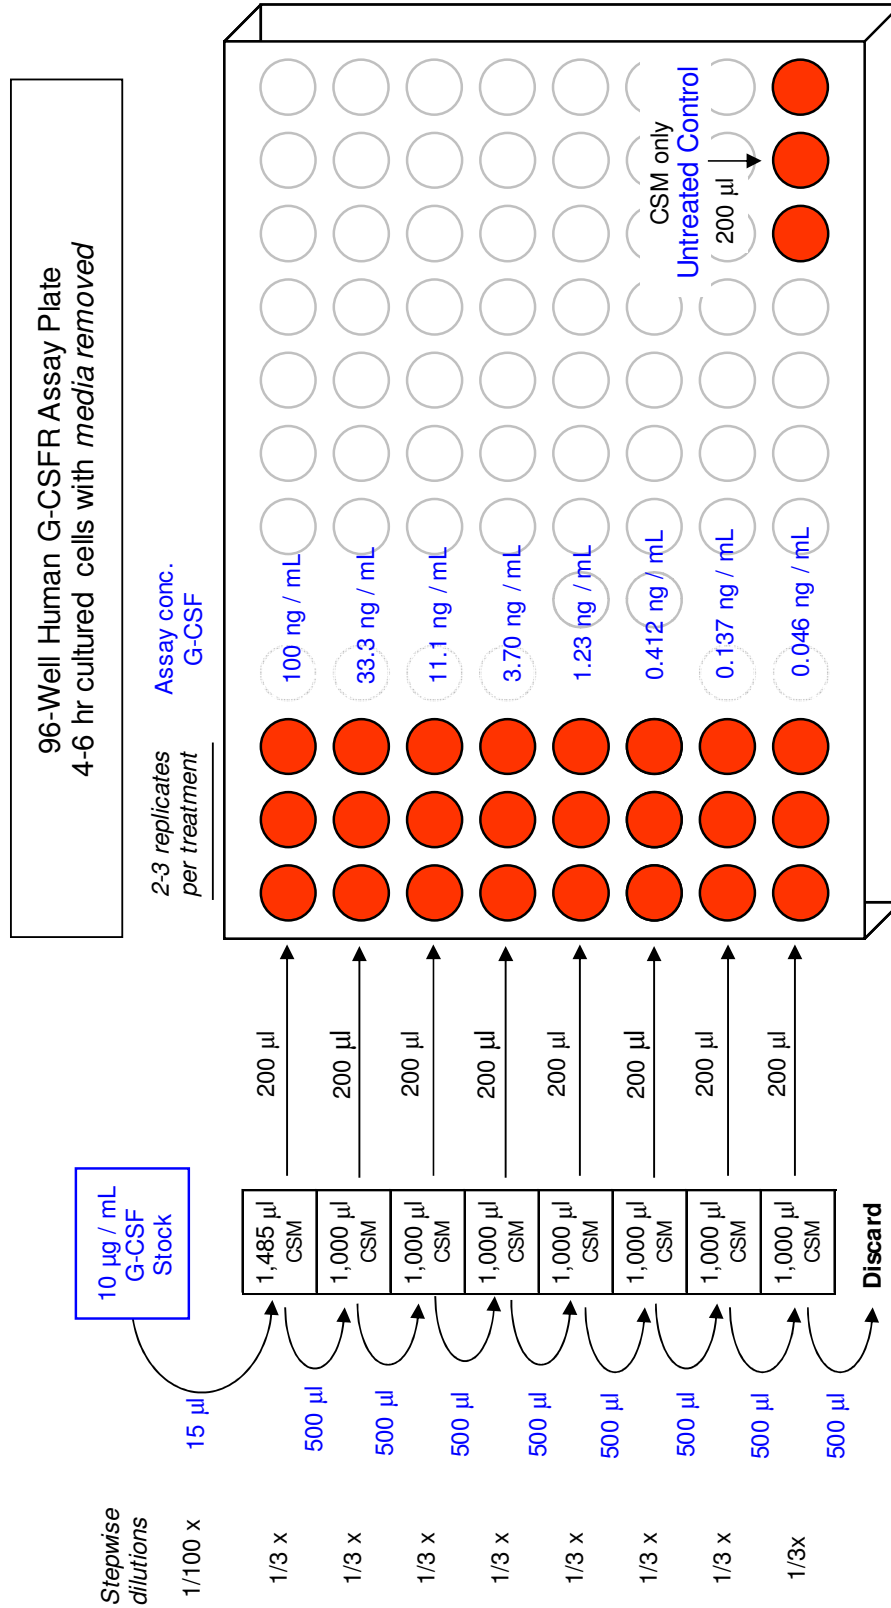 96-Well Human G-CSFR Assay Plate
4-6 hr cultured cells with media removed
Stepwise
dilutions
1/100 x
1/3 x
1/3 x
1/3 x
1/3 x
1/3 x
1/3 x
1/3 x
1/3x
15 µl
500 µl
500 µl
500 µl
500 µl
500 µl
500 µl
500 µl
500 µl
10 µg / mL
G-CSF
Stock
1,485 µl
CSM
1,000 µl
CSM
1,000 µl
CSM
1,000 µl
CSM
1,000 µl
CSM
1,000 µl
CSM
1,000 µl
CSM
1,000 µl
CSM
Discard
200 µl
200 µl
200 µl
200 µl
200 µl
200 µl
200 µl
200 µl
2-3 replicates
per treatment
Assay conc.
G-CSF
100 ng / mL
33.3 ng / mL
11.1 ng / mL
3.70 ng / mL
1.23 ng / mL
0.412 ng / mL
0.137 ng / mL
0.046 ng / mL
CSM only
Untreated Control
200 µl